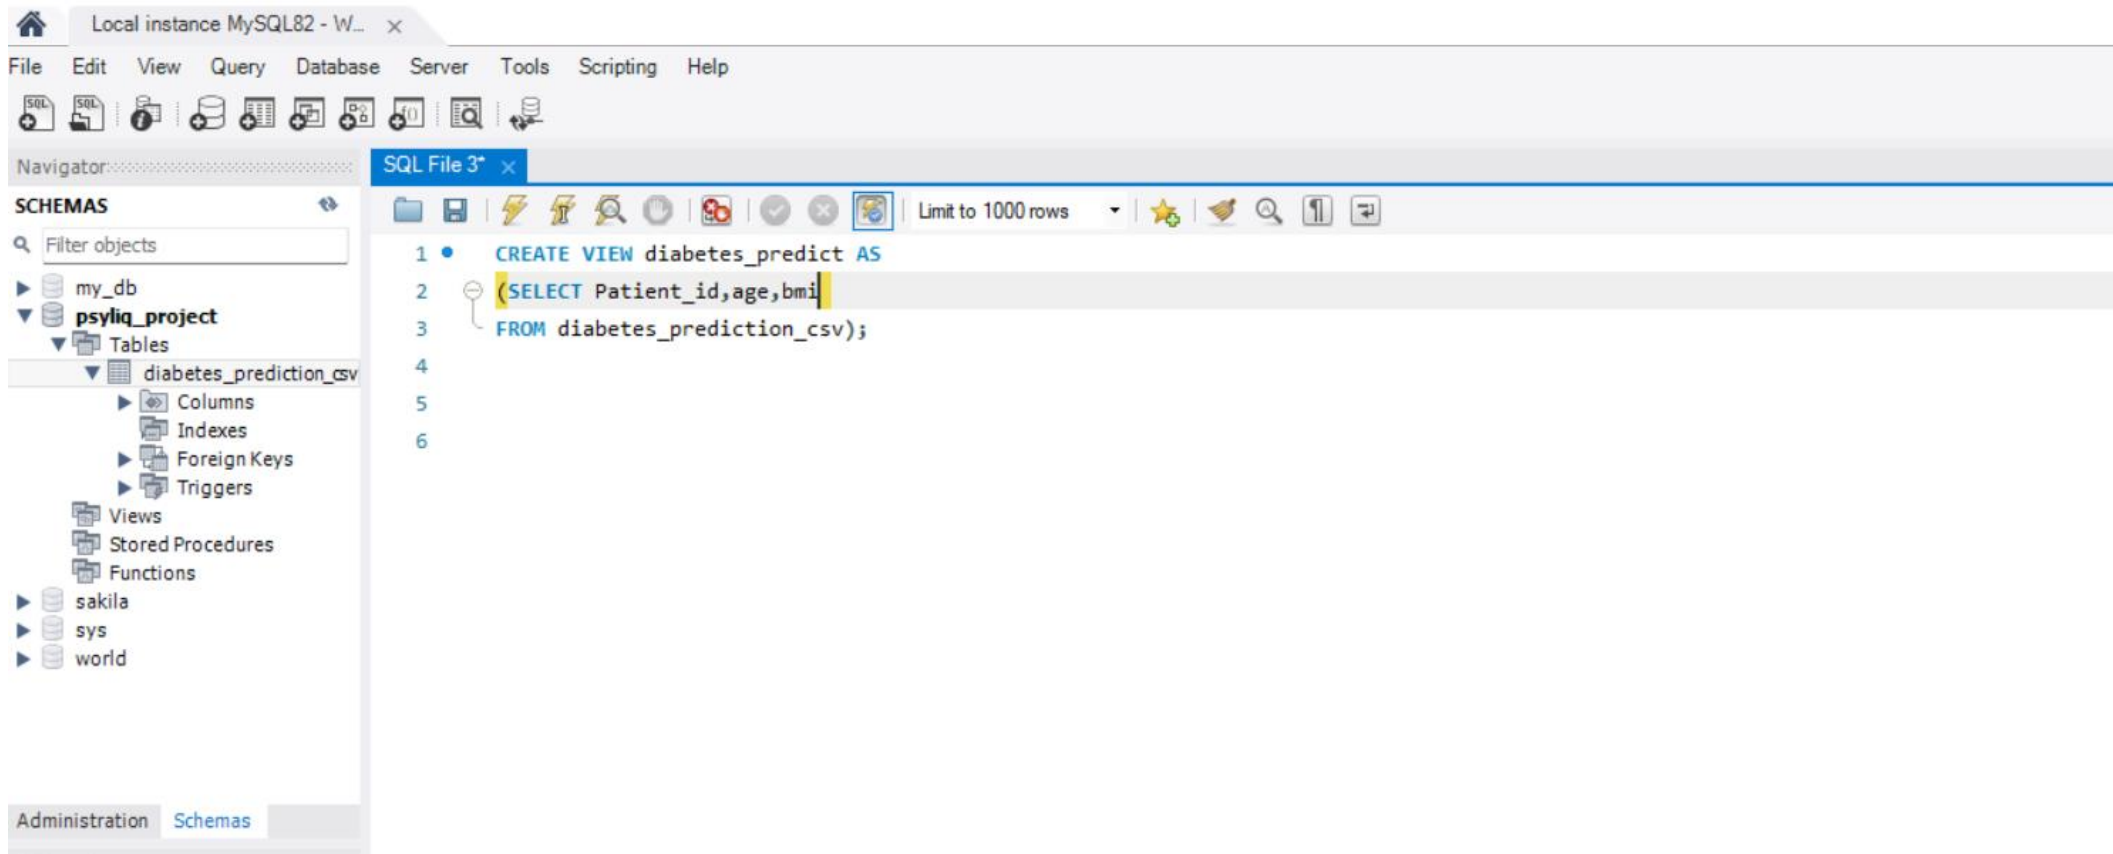 Local instance MySQL82 - W...
File Edit View Query Database Server Tools Scripting Help
Navigator
SQL File 3*
SCHEMAS
Limit to 1000 rows
Filter objects
1 CREATE VIEW diabetes_predict AS
2 (SELECT Patient_id,age,bmi
3 FROM diabetes_prediction_csv);
4
5
6
my_db
psyliq_project
Tables
diabetes_prediction_csv
Columns
Indexes
Foreign Keys
Triggers
Views
Stored Procedures
Functions
sakila
sys
world
Administration Schemas